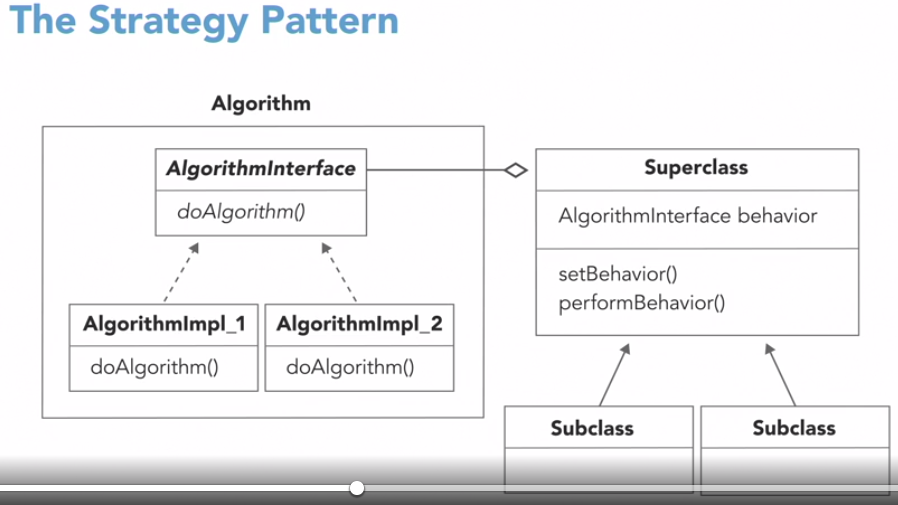 The Strategy Pattern
Algorithm
AlgorithmInterface
doAlgorithm()
AlgorithmImpl_1
doAlgorithm()
AlgorithmImpl_2
doAlgorithm()
Superclass
AlgorithmInterface behavior
setBehavior()
performBehavior()
Subclass
Subclass